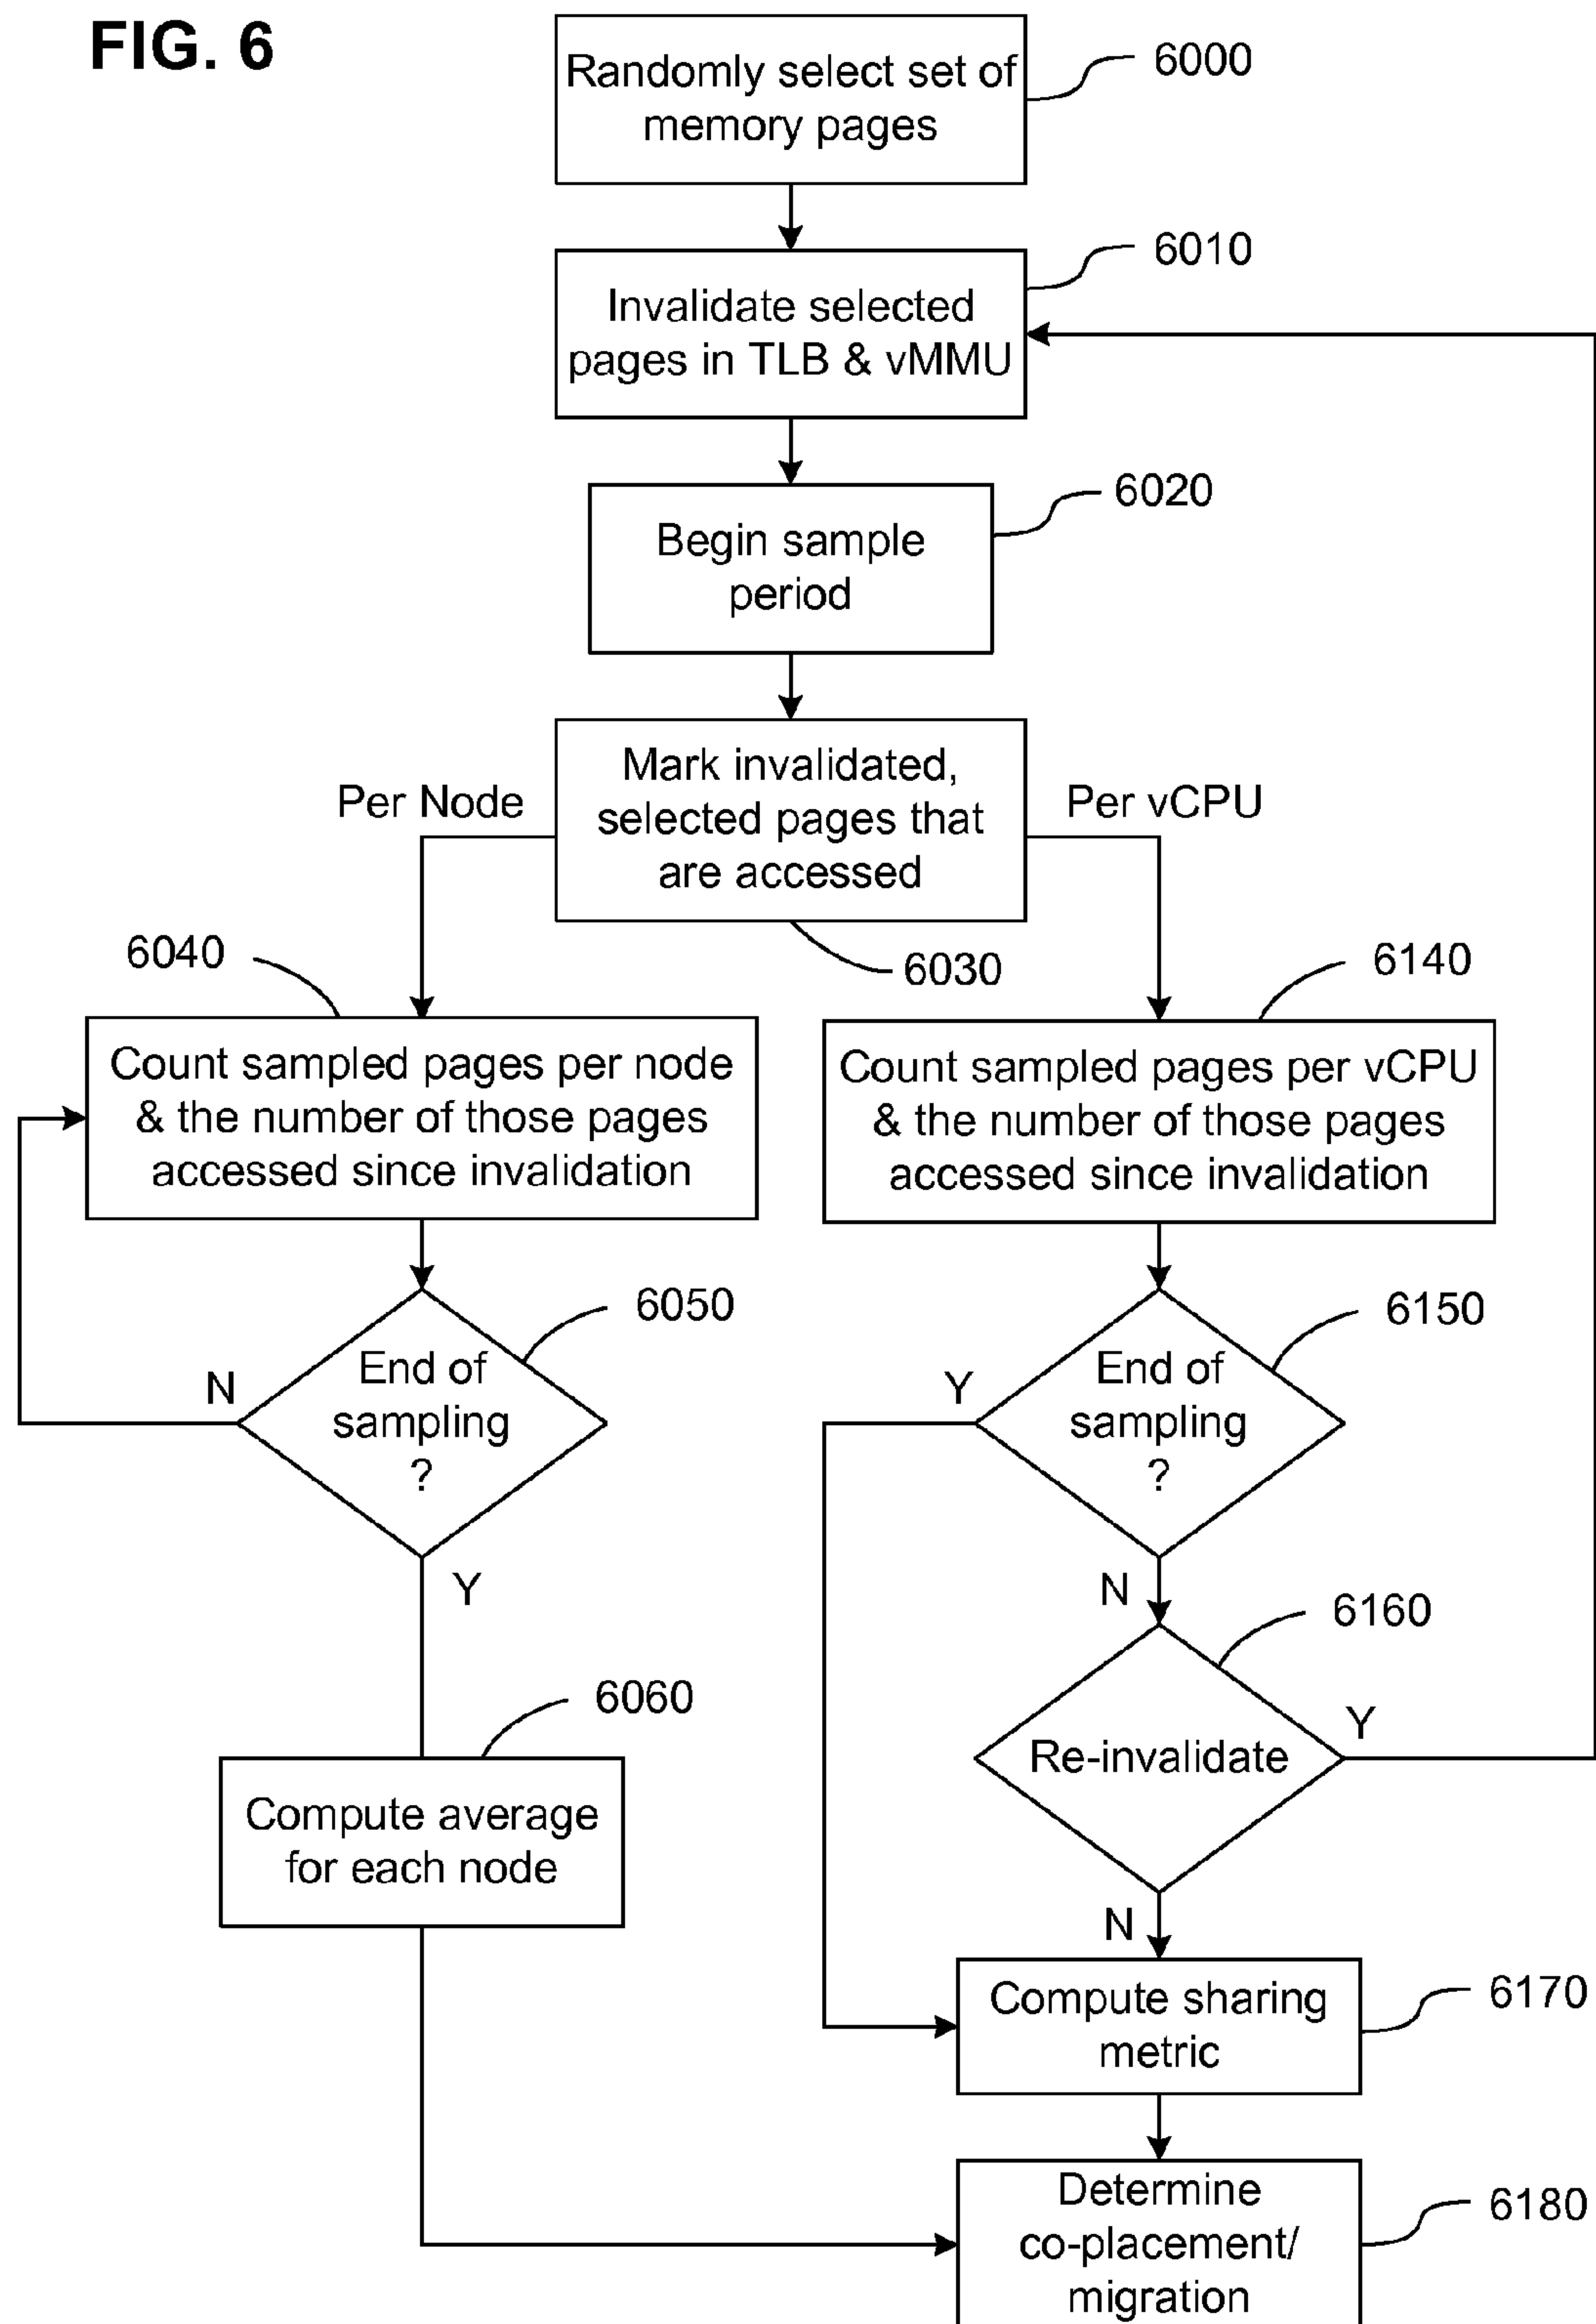 FIG. 6
Randomly select set of
memory pages
6000
Invalidate selected
pages in TLB & vMMU
6010
Begin sample
period
6020
Mark invalidated,
selected pages that
are accessed
6030
Per Node
Per vCPU
6040
Count sampled pages per node
& the number of those pages
accessed since invalidation
6140
Count sampled pages per vCPU
& the number of those pages
accessed since invalidation
6050
End of
sampling
?
N
Y
6150
End of
sampling
?
Y
N
6160
Re-invalidate
Y
N
6060
Compute average
for each node
Compute sharing
metric
6170
Determine
co-placement/
migration
6180